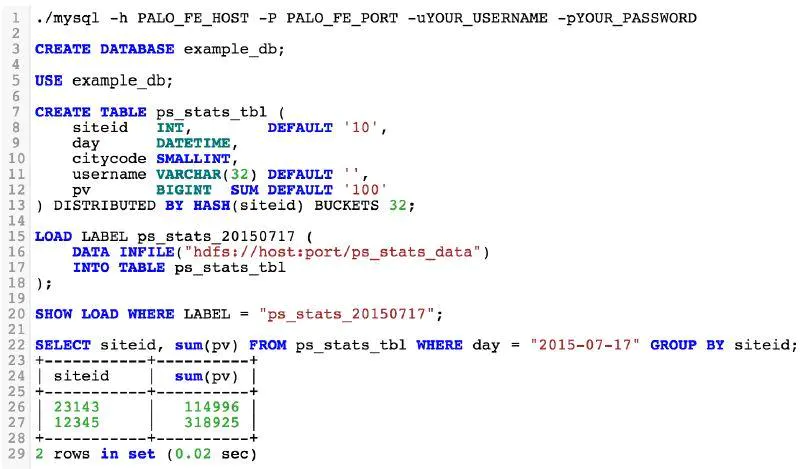 1 ./mysql -h PALO_FE_HOST -P PALO_FE_PORT -uYOUR_USERNAME -pYOUR_PASSWORD
2
3 CREATE DATABASE example_db;
4
5 USE example_db;
6
7 CREATE TABLE ps_stats_tbl (
8     siteid   INT,        DEFAULT '10',
9     day      DATETIME,
10     citycode SMALLINT,
11     username VARCHAR(32) DEFAULT '',
12     pv       BIGINT  SUM DEFAULT '100'
13 ) DISTRIBUTED BY HASH(siteid) BUCKETS 32;
14
15 LOAD LABEL ps_stats_20150717 (
16     DATA INFILE("hdfs://host:port/ps_stats_data")
17     INTO TABLE ps_stats_tbl
18 );
19
20 SHOW LOAD WHERE LABEL = "ps_stats_20150717";
21
22 SELECT siteid, sum(pv) FROM ps_stats_tbl WHERE day = "2015-07-17" GROUP BY siteid;
23 +-----------+----------+
24 | siteid    |  sum(pv) |
25 +-----------+----------+
26 | 23143     |   114996 |
27 | 12345     |   318925 |
28 +-----------+----------+
29 2 rows in set (0.02 sec)